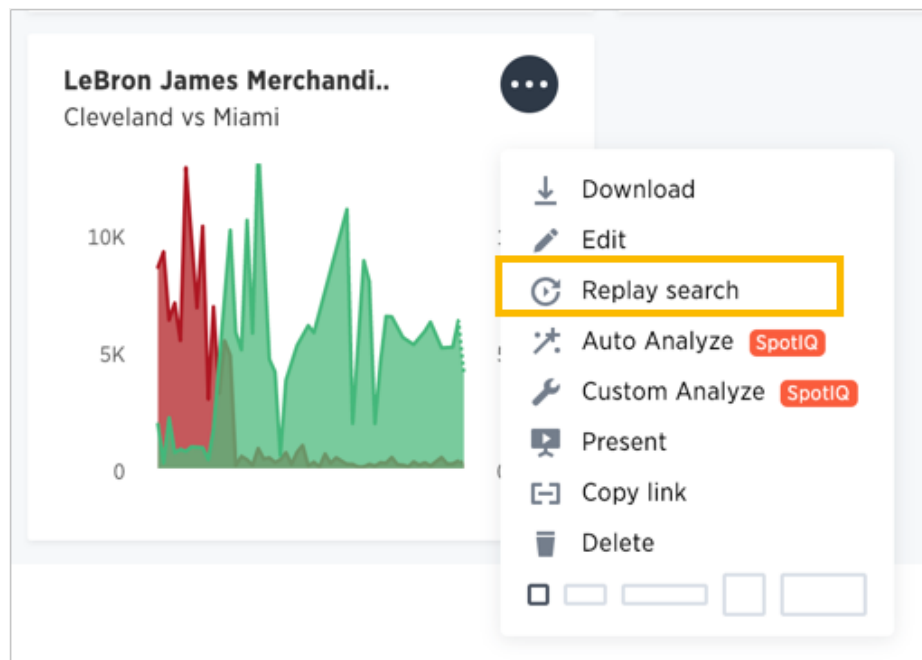 LeBron James Merchandi..
Cleveland vs Miami
10K
5K
0
Download
Edit
Replay search
Auto Analyze SpotIQ
Custom Analyze SpotIQ
Present
Copy link
Delete